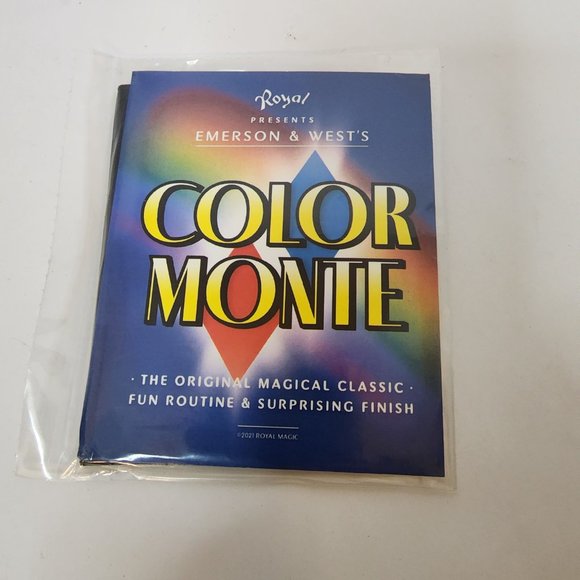 Royal
PRESENTS
EMERSON & WEST'S
COLOR
MONTE
· THE ORIGINAL MAGICAL CLASSIC ·
FUN ROUTINE & SURPRISING FINISH
©2021 ROYAL MAGIC